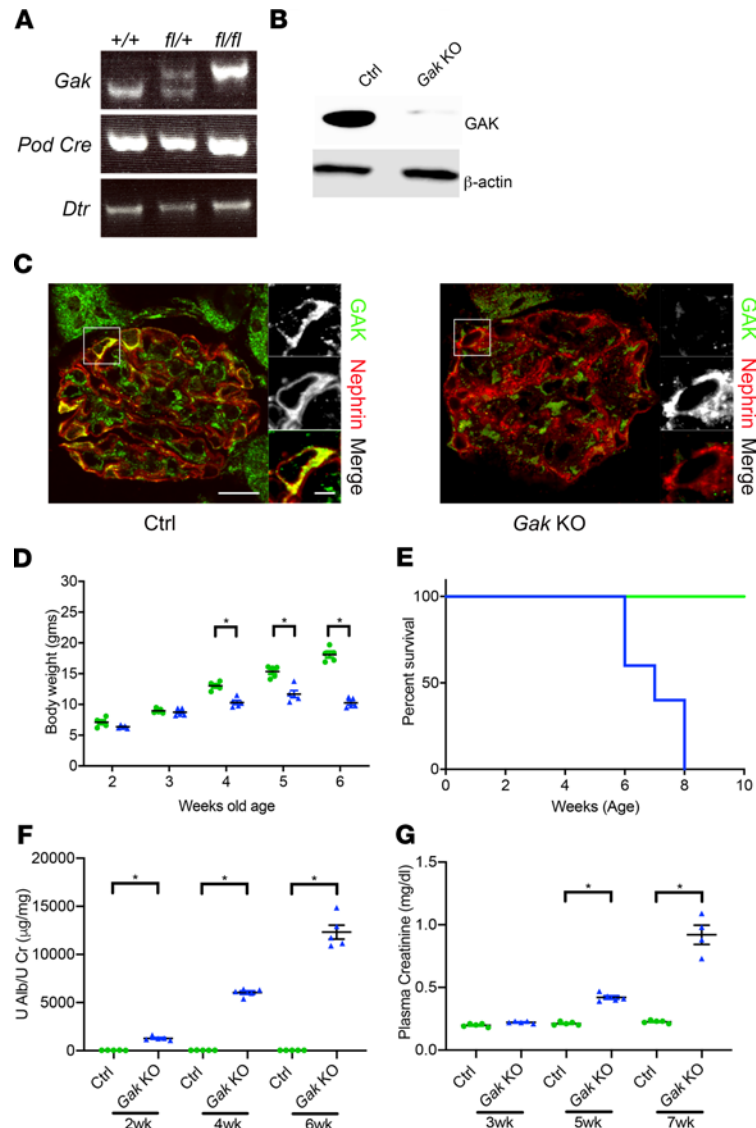 A
+/+ fl/+ fl/fl
Gak
Pod Cre
Dtr
B
Ctrl Gak KO
GAK
β-actin
C
GAK
Nephrin
Merge
Ctrl
GAK
Nephrin
Merge
Gak KO
D
Body weight (gms)
30
25
20
15
10
5
0
* * *
2 3 4 5 6
Weeks old age
E
Percent survival
100
50
0
0 2 4 6 8 10
Weeks (Age)
F
U Alb/U Cr (μg/mg)
20000
15000
10000
5000
0
* * *
Ctrl Gak KO Ctrl Gak KO Ctrl Gak KO
2wk 4wk 6wk
G
Plasma Creatinine (mg/dl)
1.5
1.0
0.5
0.0
* *
Ctrl Gak KO Ctrl Gak KO Ctrl Gak KO
3wk 5wk 7wk